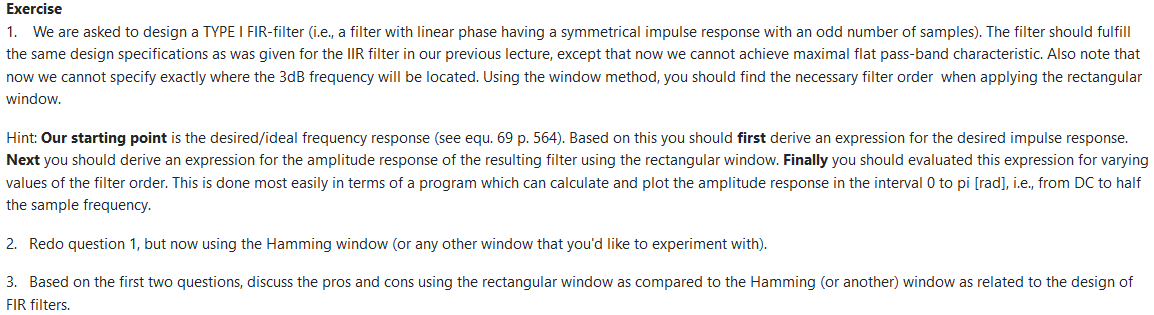 Exercise
1. We are asked to design a TYPE I FIR-filter (i.e., a filter with linear phase having a symmetrical impulse response with an odd number of samples). The filter should fulfill
the same design specifications as was given for the IIR filter in our previous lecture, except that now we cannot achieve maximal flat pass-band characteristic. Also note that
now we cannot specify exactly where the 3dB frequency will be located. Using the window method, you should find the necessary filter order when applying the rectangular
window.
Hint: Our starting point is the desired/ideal frequency response (see equ. 69 p. 564). Based on this you should first derive an expression for the desired impulse response.
Next you should derive an expression for the amplitude response of the resulting filter using the rectangular window. Finally you should evaluated this expression for varying
values of the filter order. This is done most easily in terms of a program which can calculate and plot the amplitude response in the interval 0 to pi [rad], i.e., from DC to half
the sample frequency.
2. Redo question 1, but now using the Hamming window (or any other window that you'd like to experiment with).
3. Based on the first two questions, discuss the pros and cons using the rectangular window as compared to the Hamming (or another) window as related to the design of
FIR filters.